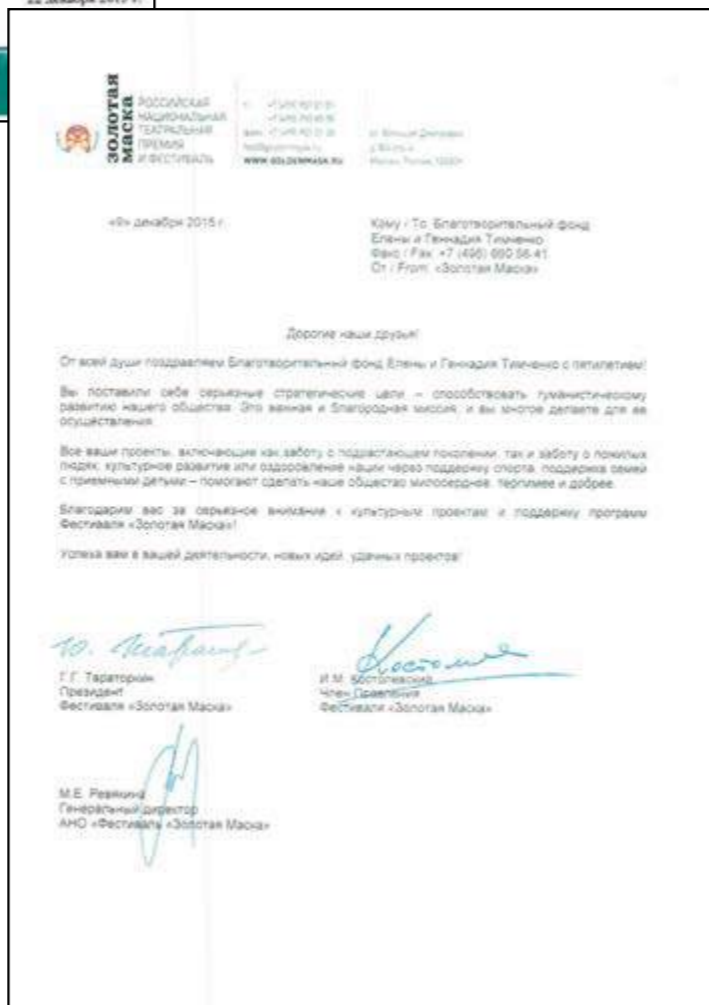 22 декабря 2015 г.
золотая
маска
РОССИЙСКАЯ
НАЦИОНАЛЬНАЯ
ТЕАТРАЛЬНАЯ
ПРЕМИЯ
И ФЕСТИВАЛЬ
WWW.GOLDENMASK.RU
«9» декабря 2015 г.
Кому / To: Благотворительный фонд
Елены и Геннадия Тимченко
Факс / Fax: +7 (495) 660 56 41
От / From: «Золотая Маска»
Дорогие наши друзья!
От всей души поздравляем Благотворительный фонд Елены и Геннадия Тимченко с пятилетием!
Вы поставили себе серьезные стратегические цели – способствовать гуманистическому
развитию нашего общества. Это важная и благородная миссия, и вы многое делаете для ее
осуществления.
Все ваши проекты, включающие как заботу о подрастающем поколении, так и заботу о пожилых
людях, культурное развитие или оздоровление нации через поддержку спорта, поддержка семей
с приемными детьми – помогают сделать наше общество милосерднее, терпимее и добрее.
Благодарим вас за серьезное внимание к культурным проектам и поддержку программ
Фестиваля «Золотая Маска»!
Успеха вам в вашей деятельности, новых идей, удачных проектов!
Г.Г. Тараторкин
Президент
Фестиваля «Золотая Маска»
И.М. Костолевский
Член Правления
Фестиваля «Золотая Маска»
М.Е. Ревякина
Генеральный директор
АНО «Фестиваль «Золотая Маска»